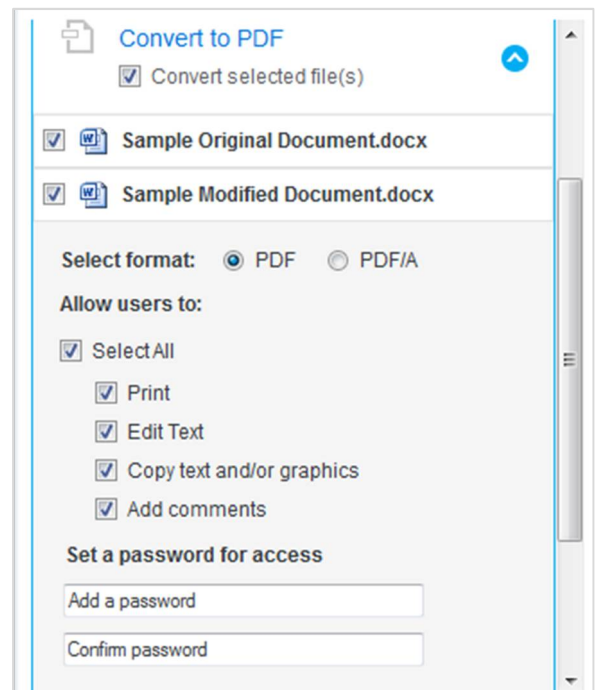 Convert to PDF
Convert selected file(s)
Sample Original Document.docx
Sample Modified Document.docx
Select format: PDF PDF/A
Allow users to:
Select All
Print
Edit Text
Copy text and/or graphics
Add comments
Set a password for access
Add a password
Confirm password